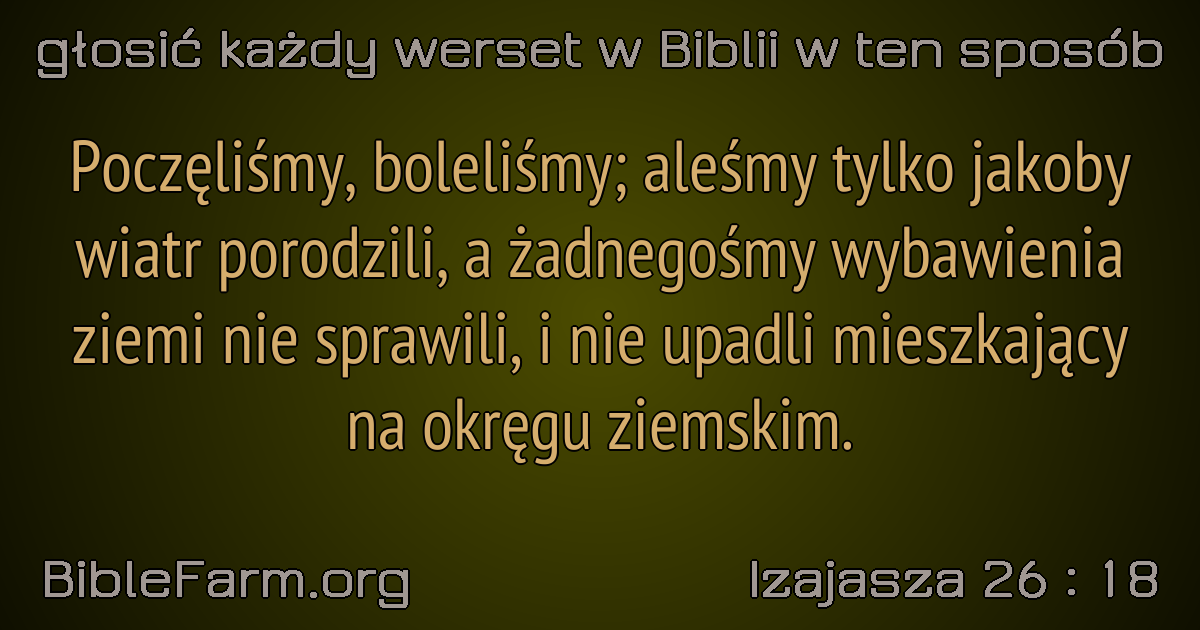 głosić każdy werset w Biblii w ten sposób
Poczęliśmy, boleliśmy; aleśmy tylko jakoby
wiatr porodzili, a żadnegośmy wybawienia
ziemi nie sprawili, i nie upadli mieszkający
na okręgu ziemskim.
BibleFarm.org
Izajasza 26 : 18